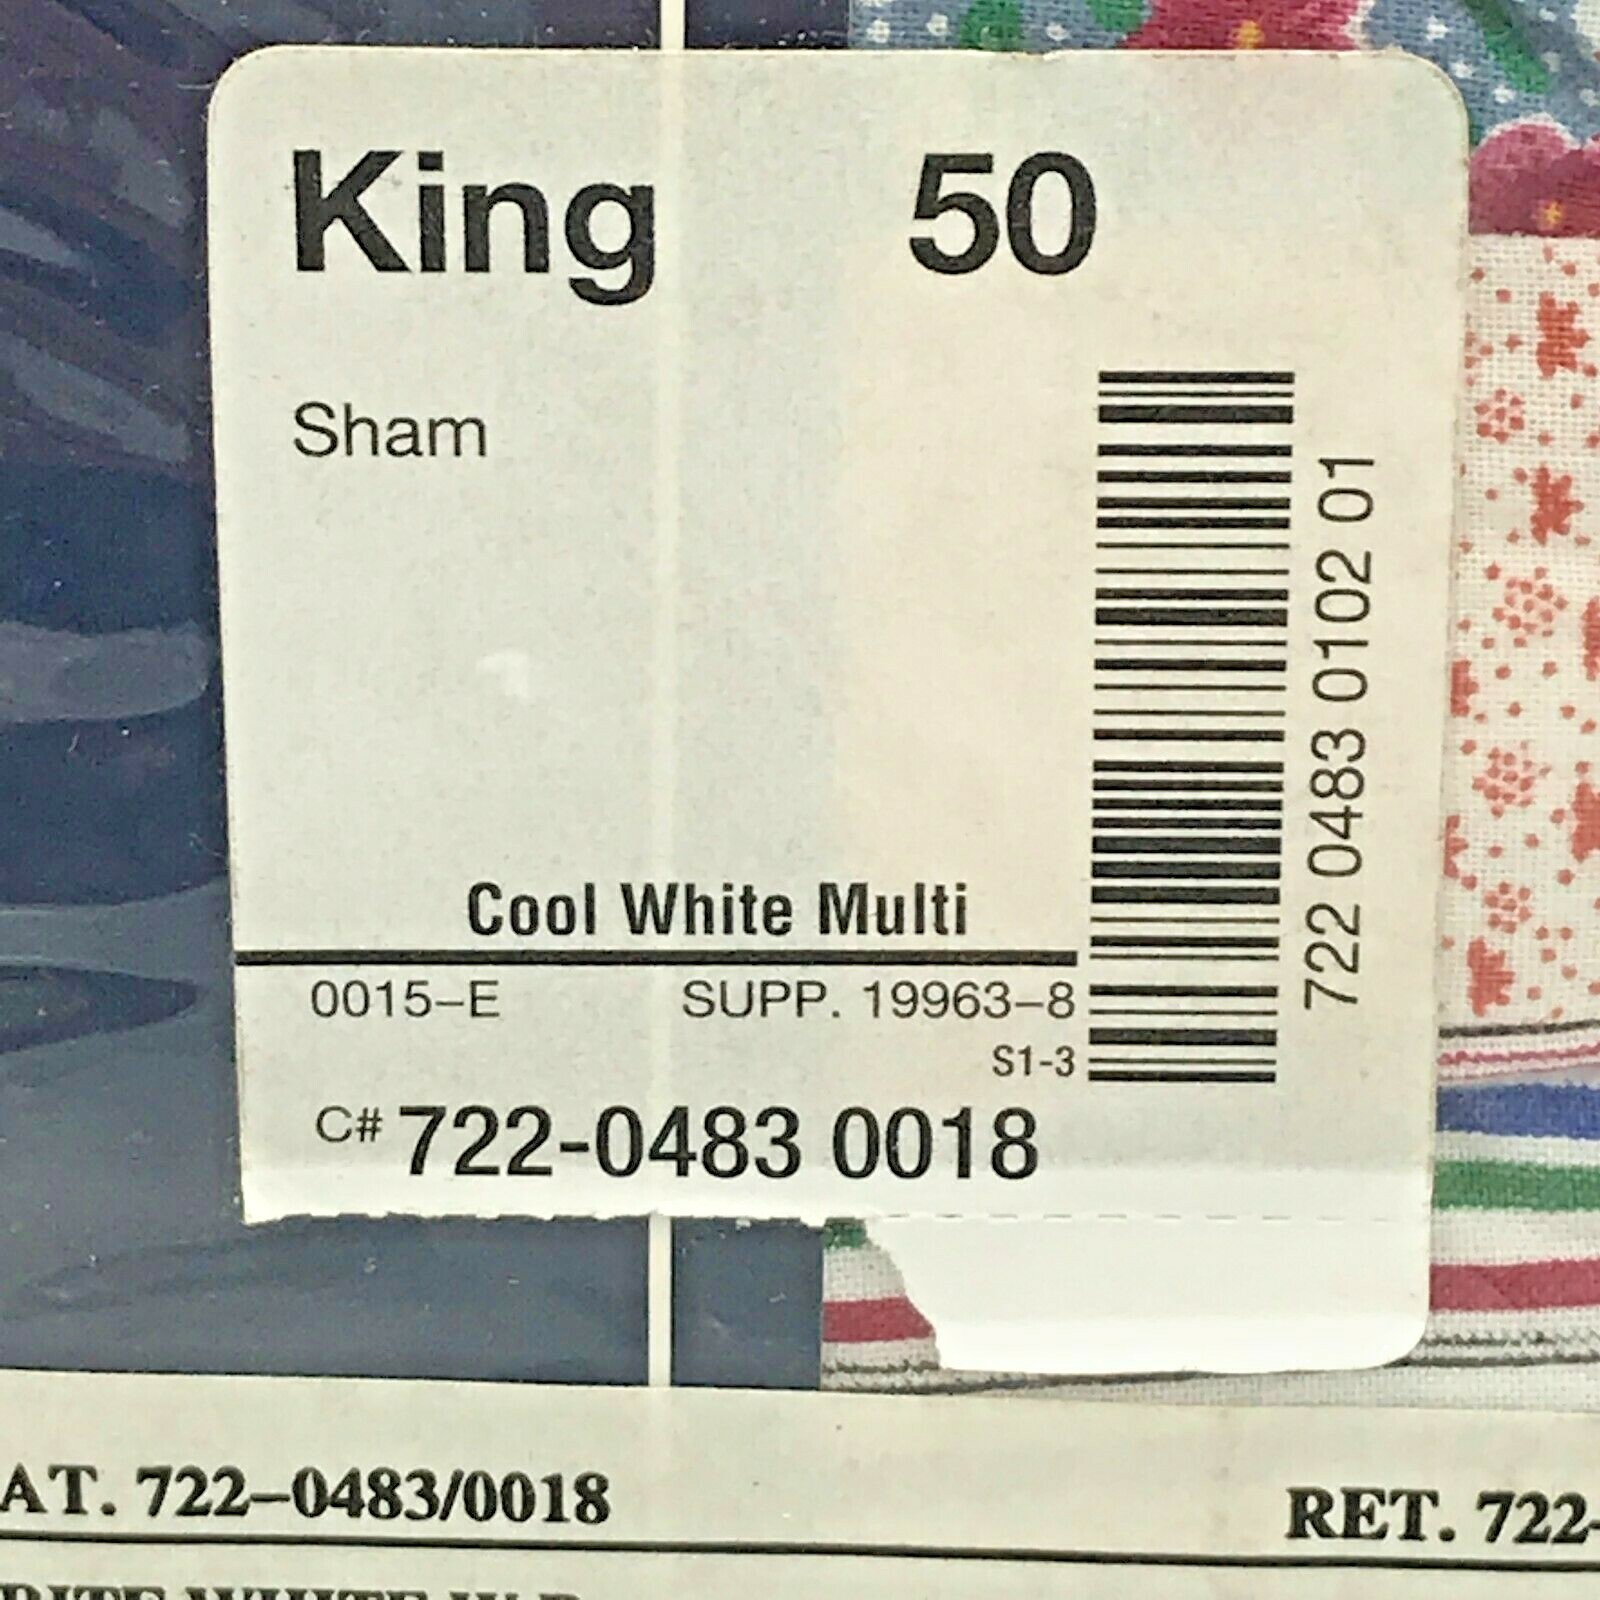 King 50
Sham
722 0483 0102 01
Cool White Multi
0015–E SUPP. 19963–8
S1-3
C# 722-0483 0018
AT. 722–0483/0018
RET. 722-